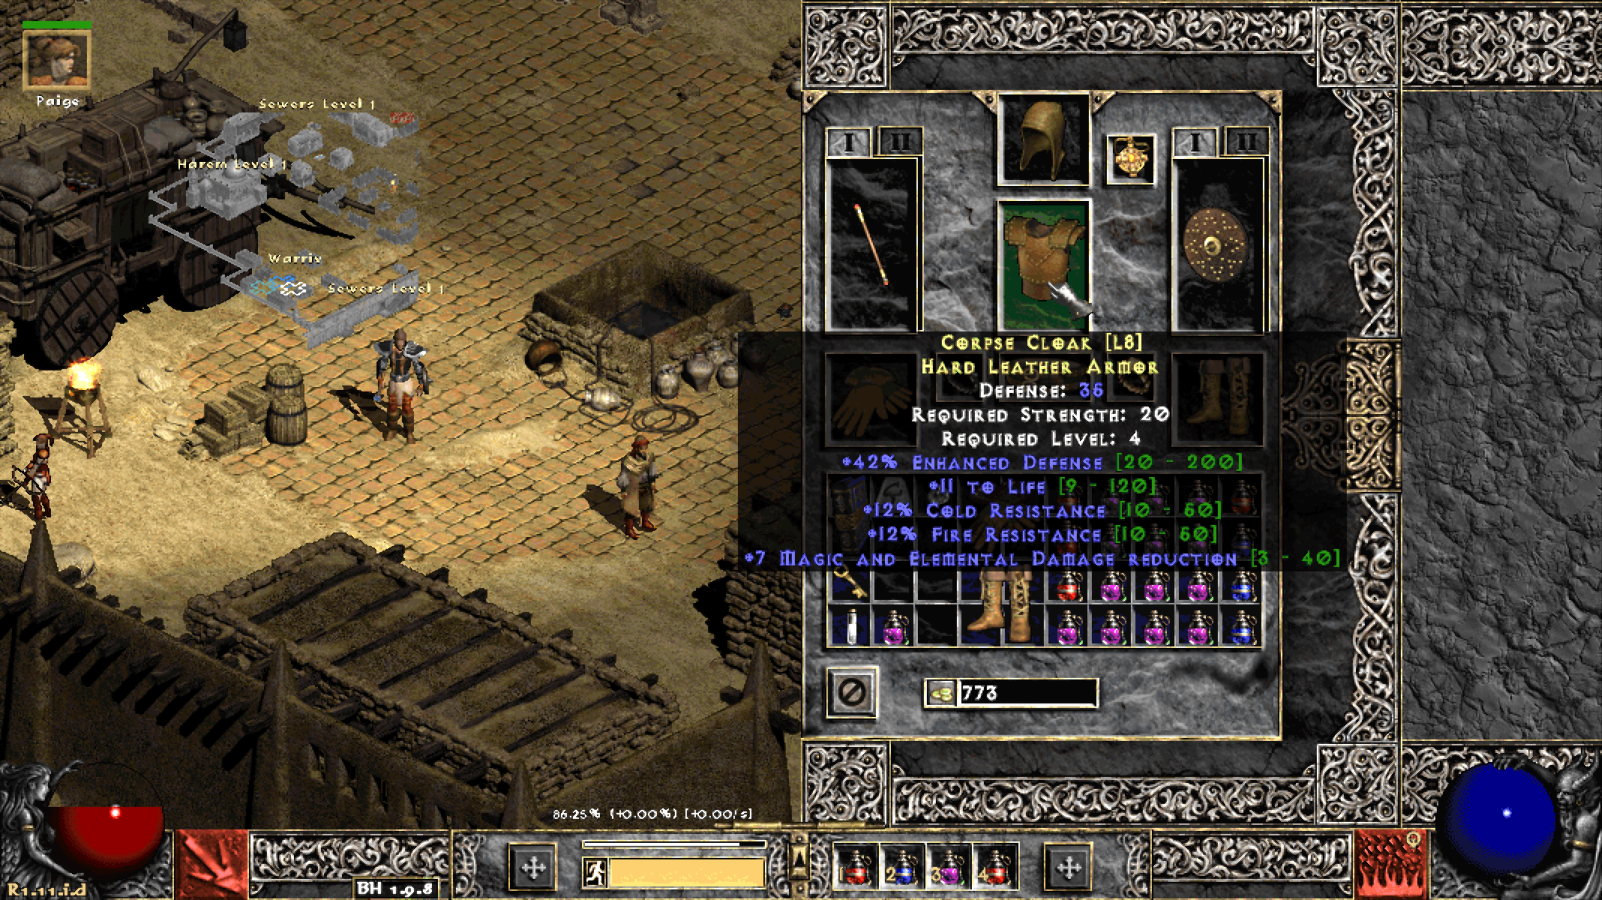 Paige
Sewers Level 1
Harem Level 1
Warriv
Sewers Level 1
I
II
I
II
Corpse Cloak [L8]
Hard Leather Armor
Defense: 35
Required Strength: 20
Required Level: 4
+42% Enhanced Defense [20 - 200]
+11 to Life [9 - 120]
+12% Cold Resistance [10 - 60]
+12% Fire Resistance [10 - 60]
+7 Magic and Elemental Damage reduction [3 - 40]
773
86.25% (+0.00%) [+0.00/s]
1
2
3
4
BH 1.9.8
R1.11.i.d